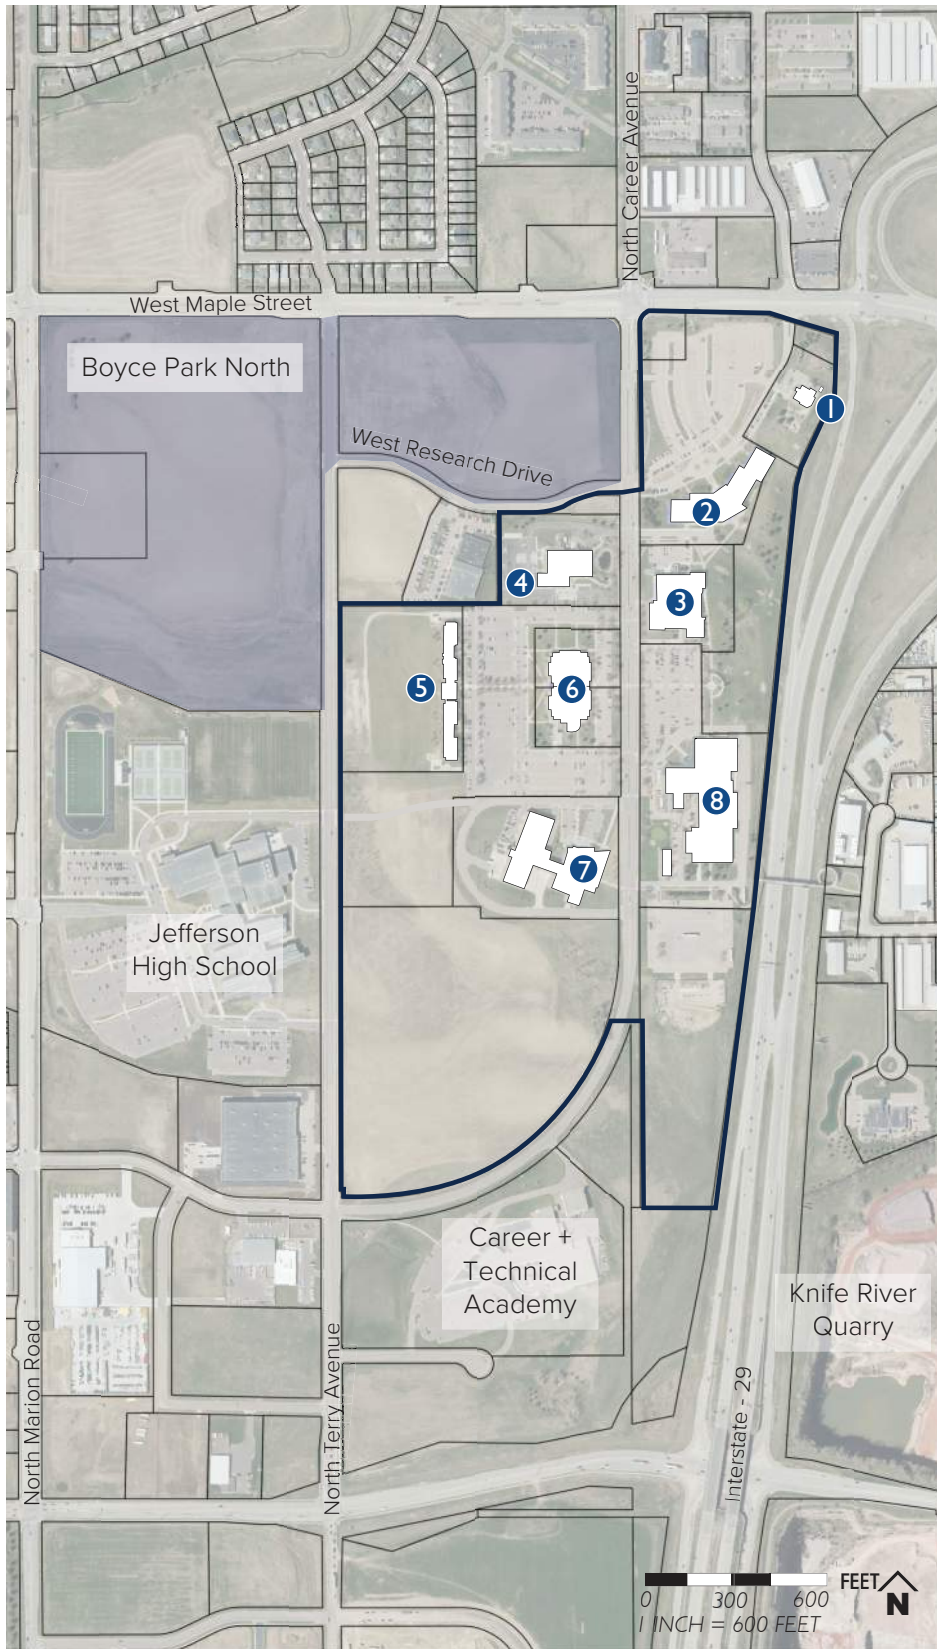 North Career Avenue
West Maple Street
Boyce Park North
1
West Research Drive
2
4
3
5
6
8
7
Jefferson
High School
Career +
Technical
Academy
Knife River
Quarry
North Marion Road
North Terry Avenue
Interstate - 29
FEET
N
0 300 600
1 INCH = 600 FEET